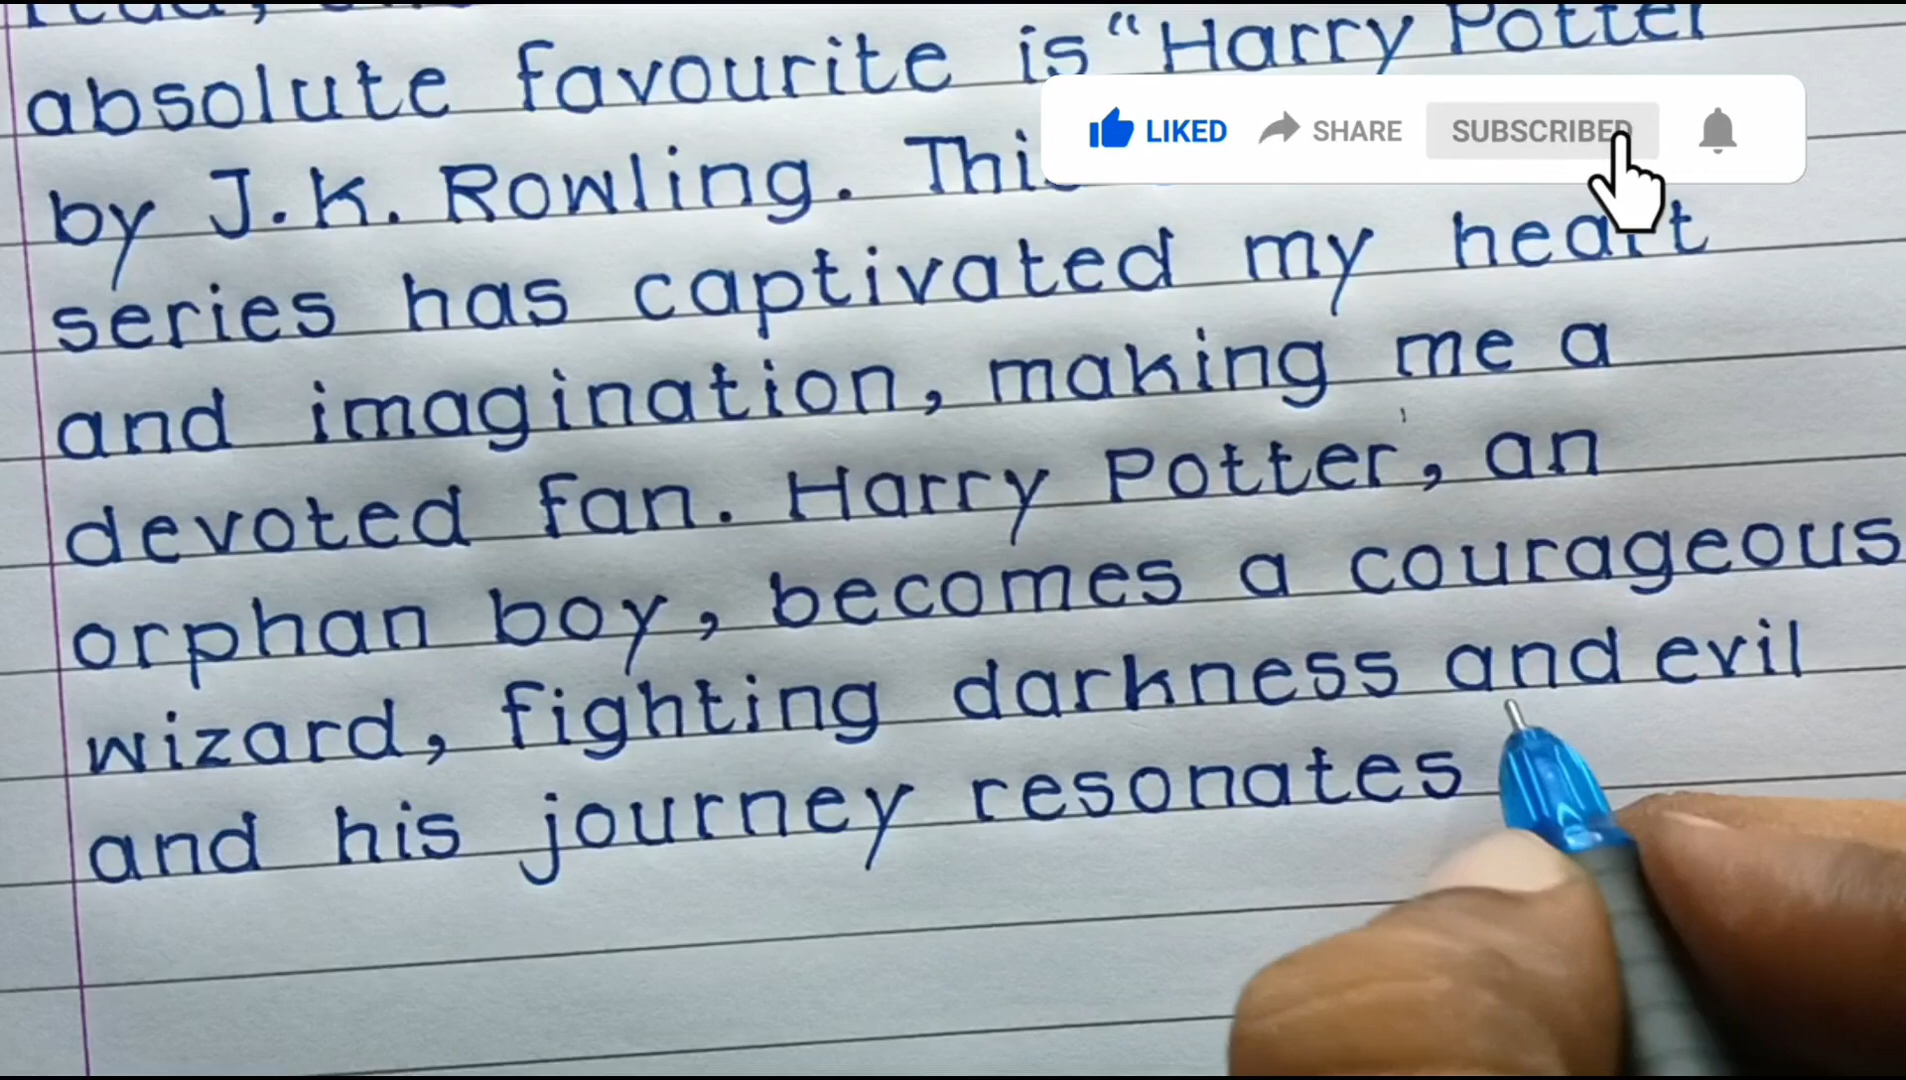 absolute favourite is "Harry Potter
LIKED SHARE SUBSCRIBED
by J.K. Rowling.
series has captivated my heart
and imagination, making me a
devoted fan. Harry Potter, an
orphan boy, becomes a courageous
wizard, fighting darkness and evil
and his journey resonates